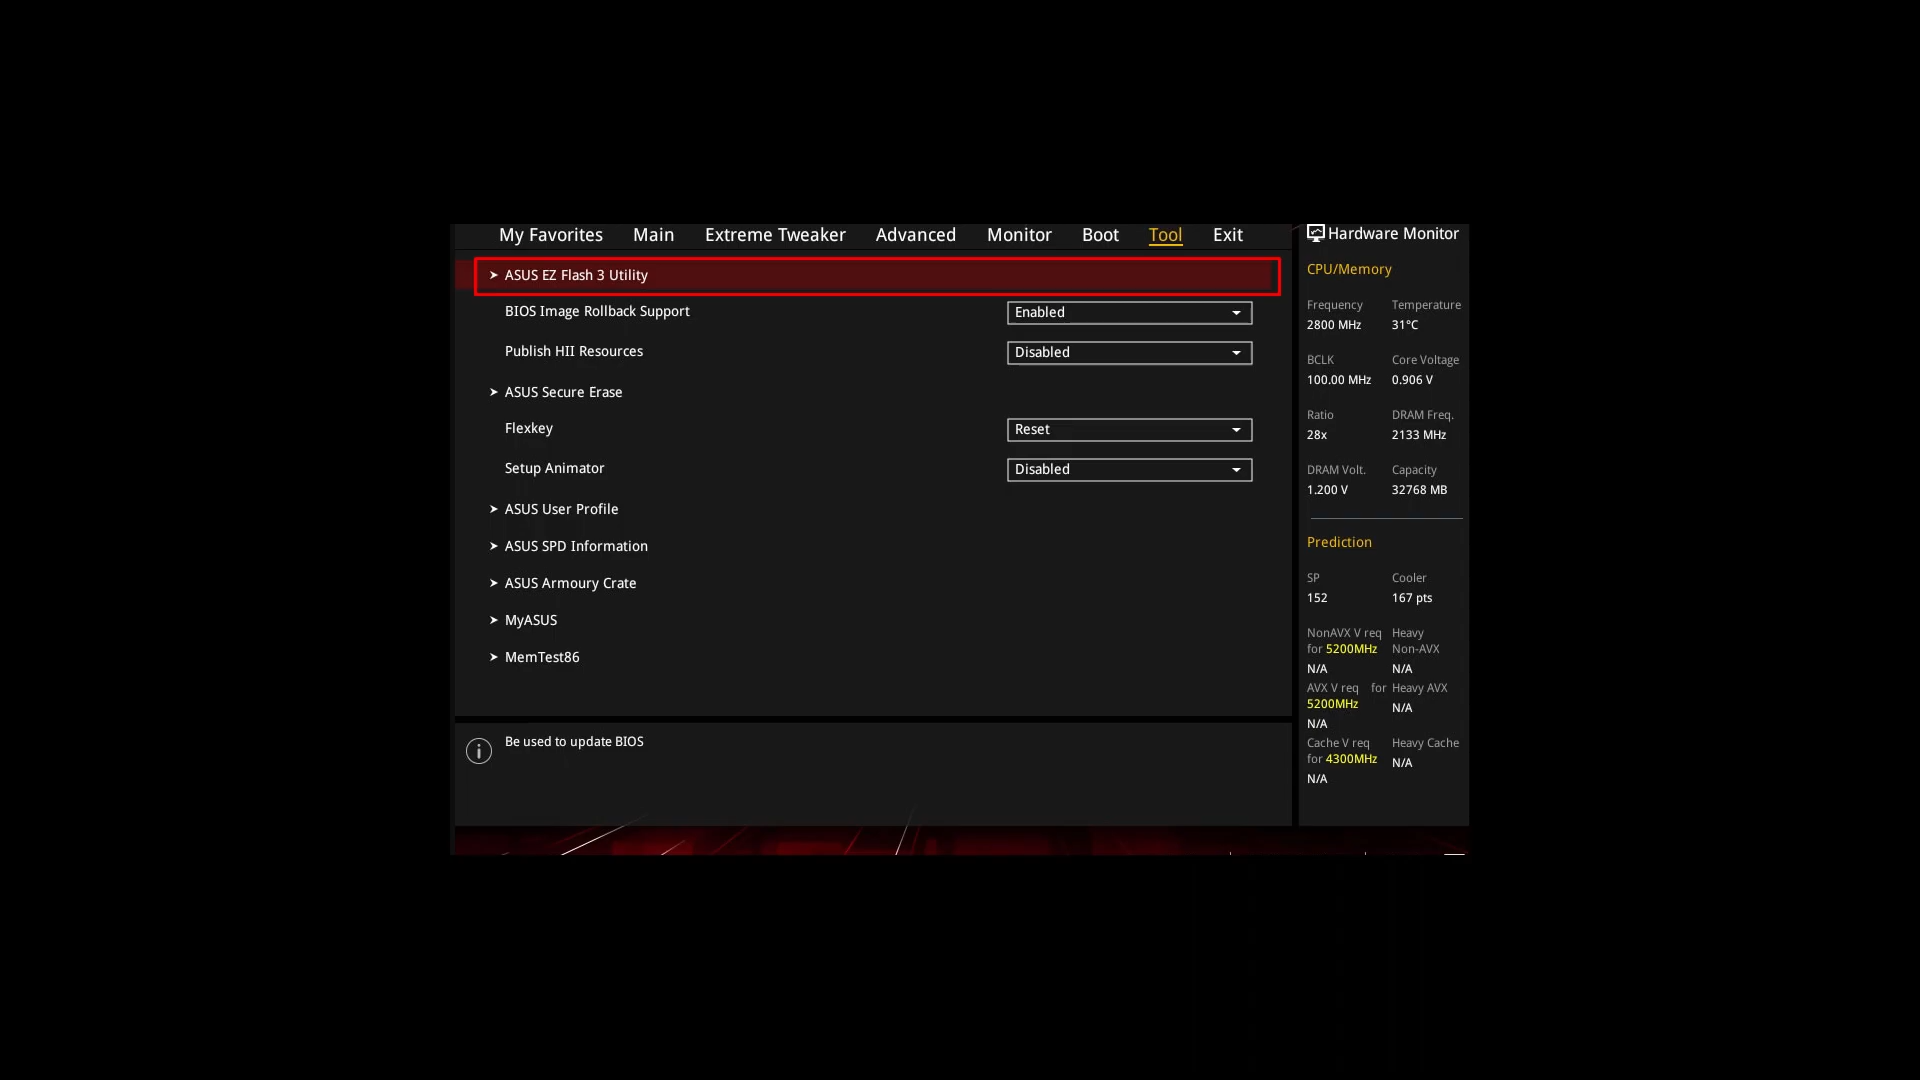 My Favorites Main Extreme Tweaker Advanced Monitor Boot Tool Exit
ASUS EZ Flash 3 Utility
BIOS Image Rollback Support Enabled
Publish HII Resources Disabled
ASUS Secure Erase
Flexkey Reset
Setup Animator Disabled
ASUS User Profile
ASUS SPD Information
ASUS Armoury Crate
MyASUS
MemTest86
Be used to update BIOS
Hardware Monitor
CPU/Memory
Frequency Temperature
2800 MHz 31°C
BCLK Core Voltage
100.00 MHz 0.906 V
Ratio DRAM Freq.
28x 2133 MHz
DRAM Volt. Capacity
1.200 V 32768 MB
Prediction
SP Cooler
152 167 pts
NonAVX V req Heavy
for 5200MHz Non-AVX
N/A N/A
AVX V req for Heavy AVX
5200MHz N/A
N/A
Cache V req Heavy Cache
for 4300MHz N/A
N/A